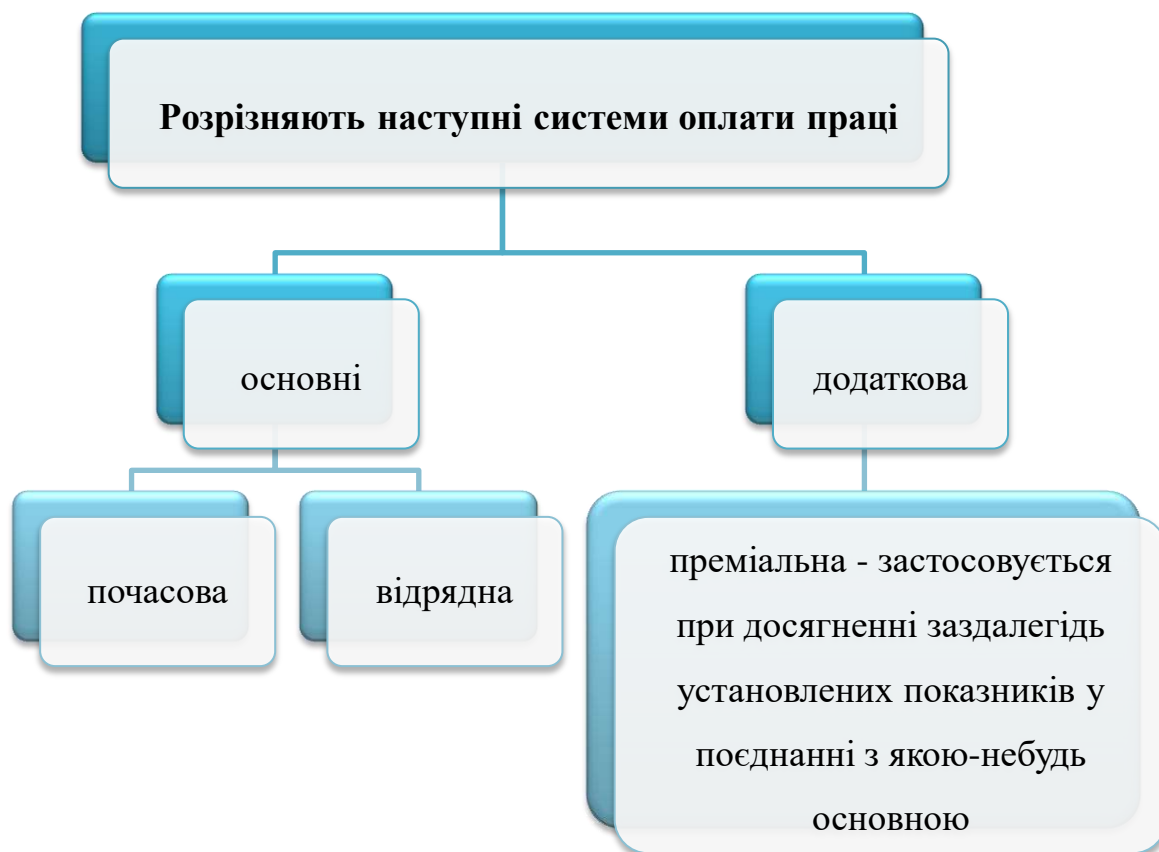 Розрізняють наступні системи оплати праці
основні
додаткова
почасова
відрядна
преміальна - застосовується
при досягненні заздалегідь
установлених показників у
поєднанні з якою-небудь
основною